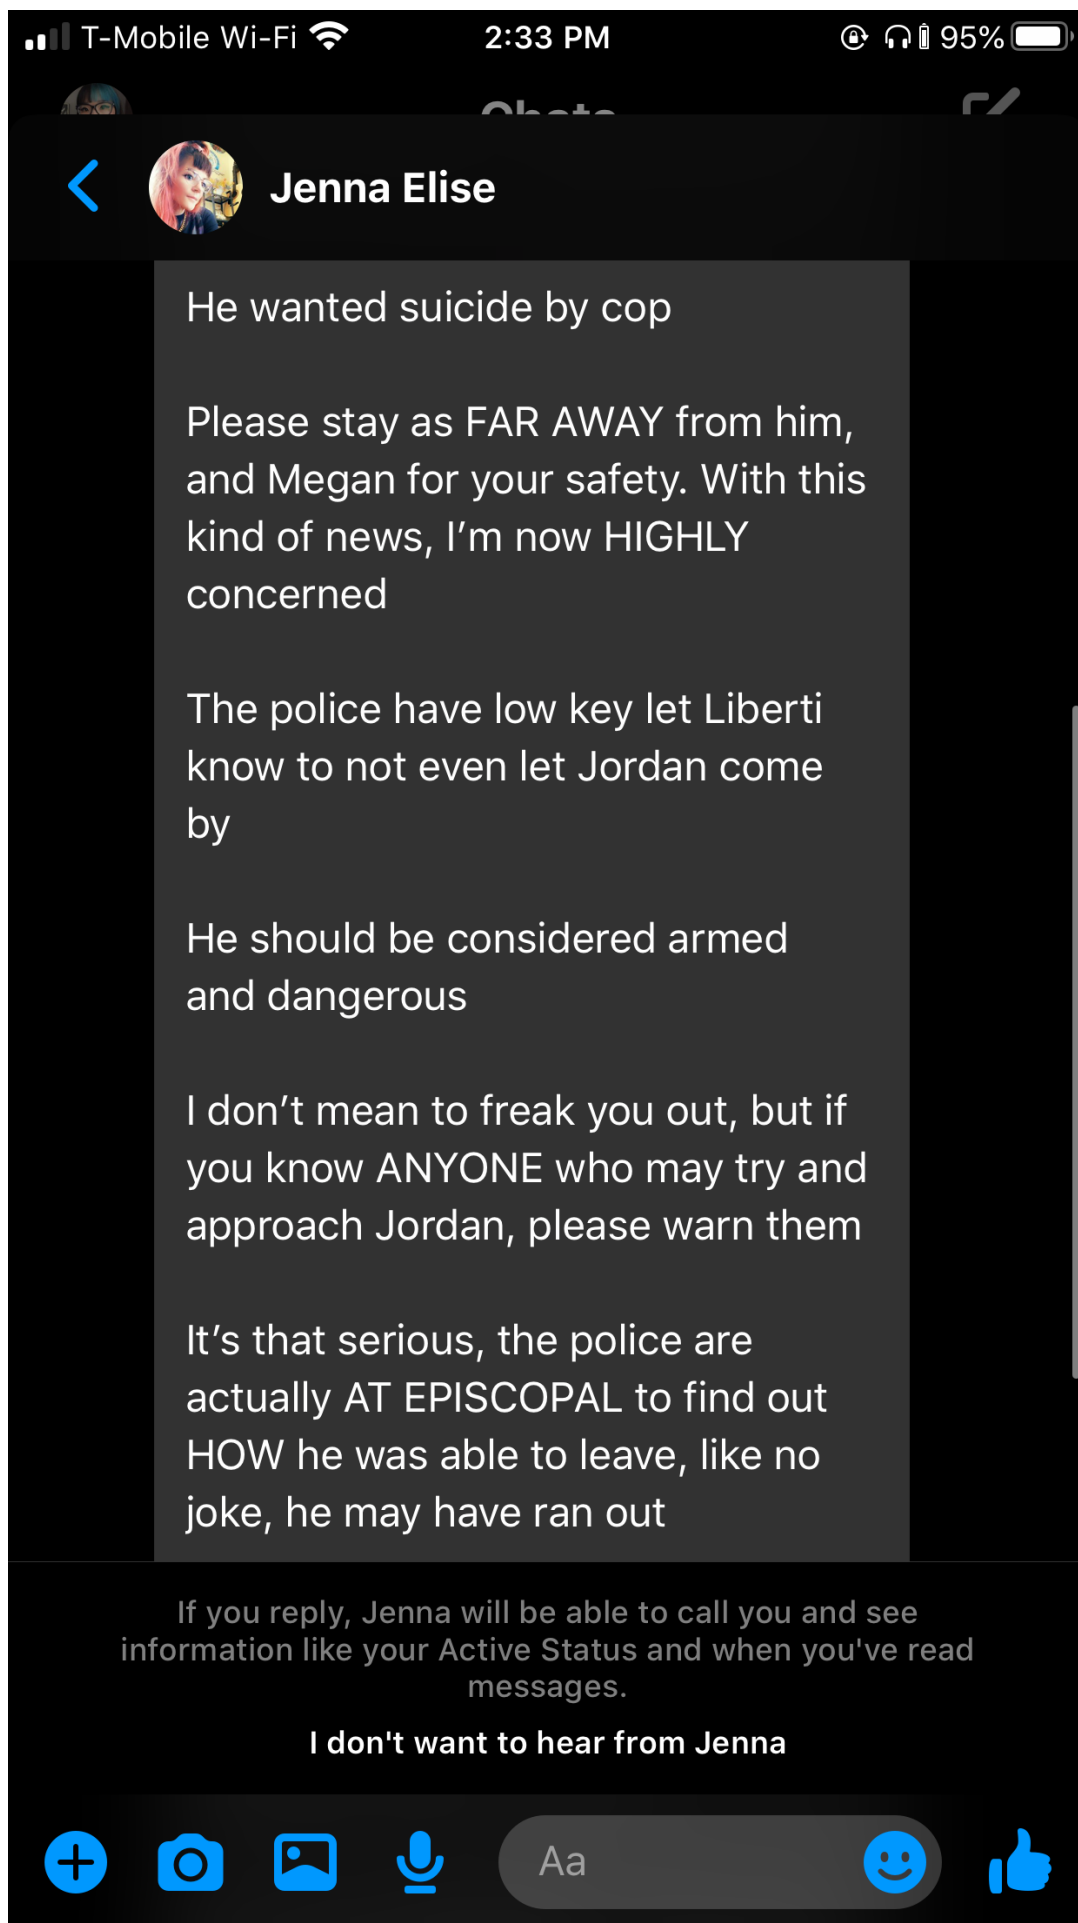 T-Mobile Wi-Fi 2:33 PM 95%
Chats
Jenna Elise
He wanted suicide by cop
Please stay as FAR AWAY from him,
and Megan for your safety. With this
kind of news, I’m now HIGHLY
concerned
The police have low key let Liberti
know to not even let Jordan come
by
He should be considered armed
and dangerous
I don’t mean to freak you out, but if
you know ANYONE who may try and
approach Jordan, please warn them
It’s that serious, the police are
actually AT EPISCOPAL to find out
HOW he was able to leave, like no
joke, he may have ran out
If you reply, Jenna will be able to call you and see
information like your Active Status and when you've read
messages.
I don't want to hear from Jenna
Aa